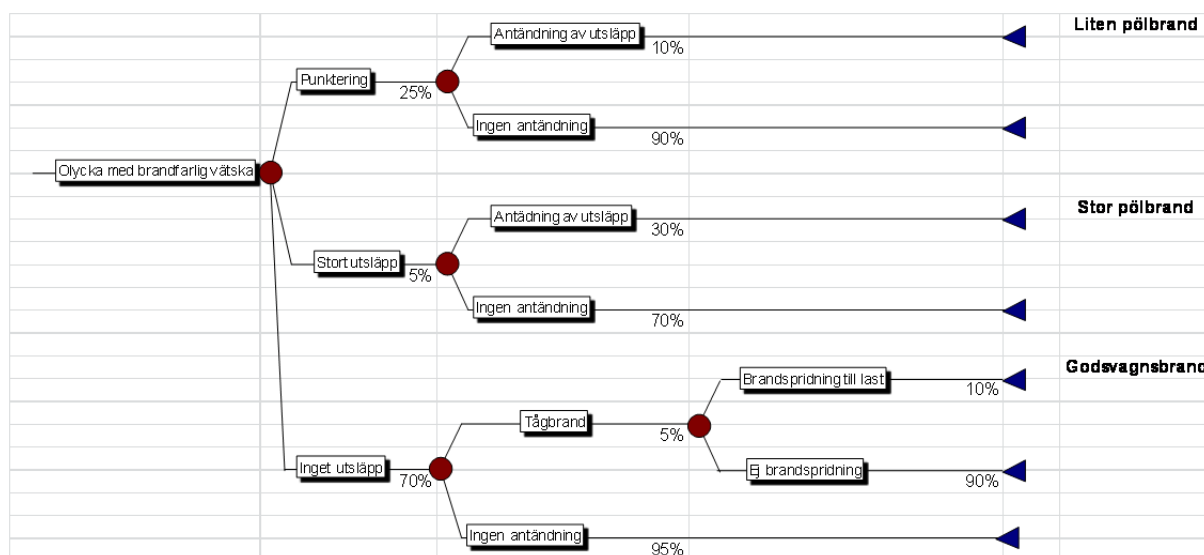 Antändning av utsläpp
Liten pölbrand
10%
Punktering
25%
Ingen antändning
90%
Olycka med brandfarlig vätska
Antädning av utsläpp
Stor pölbrand
30%
Stort utsläpp
5%
Ingen antändning
70%
Brandspridning till last
Godsvagnsbrand
10%
Tågbrand
5%
Inget utsläpp
70%
Ej brandspridning
90%
Ingen antändning
95%